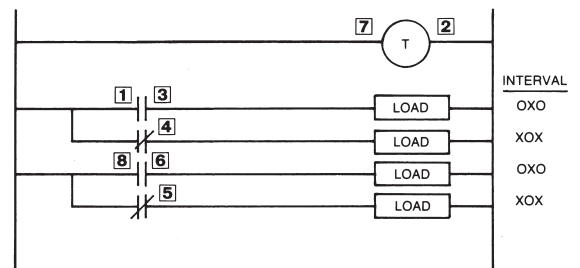 7 T 2
INTERVAL
1 3 LOAD OXO
4 LOAD XOX
8 6 LOAD OXO
5 LOAD XOX